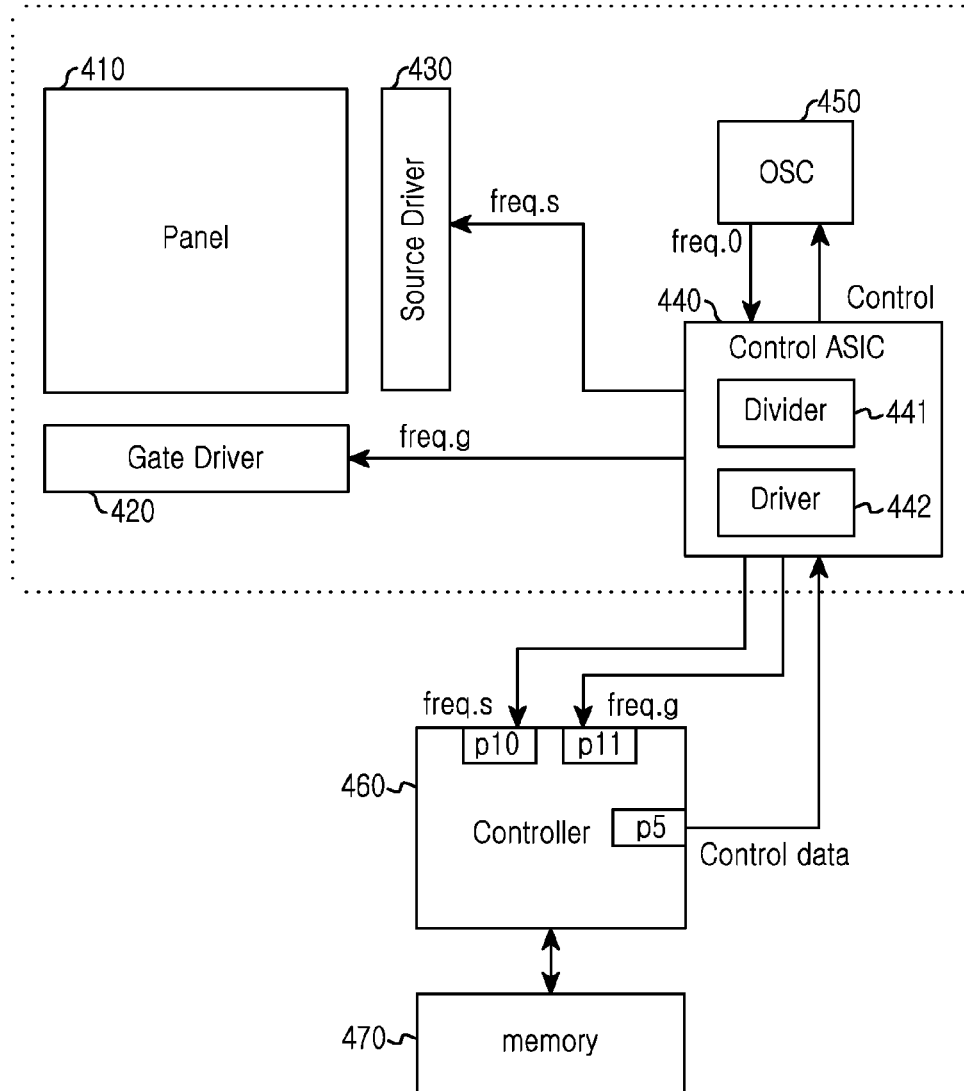 410
430
450
Panel
Source Driver
OSC
freq.s
freq.0
440
Control
Control ASIC
Divider
441
Gate Driver
freq.g
420
Driver
442
freq.s
freq.g
p10
p11
460
Controller
p5
Control data
470
memory